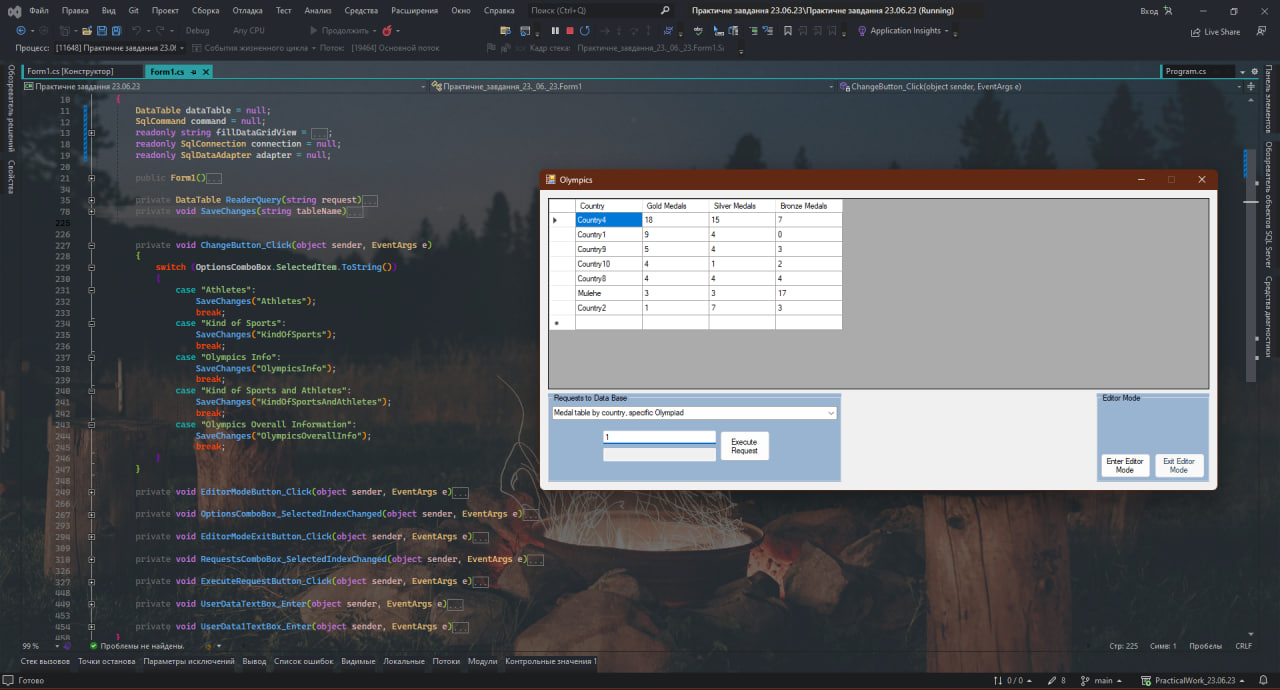 Файл Правка Вид Git Проект Сборка Отладка Тест Анализ Средства Расширения Окно Справка Поиск (Ctrl+Q) Практичне завдання 23.06.23\Практичне завдання 23.06.23 (Running) Вход
Debug Any CPU Продолжить Application Insights Live Share
Процесс: [11648] Практичне завдання 23.06 События жизненного цикла Поток: [19464] Основной поток Кадр стека: Практичне_завдання_23._06._23.Form1.
Form1.cs [Конструктор] Form1.cs Program.cs
Практичне завдання 23.06.23 Практичне_завдання_23._06._23.Form1 ChangeButton_Click(object sender, EventArgs e)
Обозреватель решений Свойства
Панель элементов Обозреватель объектов SQL Server Средства диагностики
10 {
11 DataTable dataTable = null;
12 SqlCommand command = null;
13 readonly string fillDataGridView = ...;
18 readonly SqlConnection connection = null;
19 readonly SqlDataAdapter adapter = null;
20
21 public Form1()...
34
35 private DataTable ReaderQuery(string request)...
78 private void SaveChanges(string tableName)...
225
226
227 private void ChangeButton_Click(object sender, EventArgs e)
228 {
229 switch (OptionsComboBox.SelectedItem.ToString())
230 {
231 case "Athletes":
232 SaveChanges("Athletes");
233 break;
234 case "Kind of Sports":
235 SaveChanges("KindOfSports");
236 break;
237 case "Olympics Info":
238 SaveChanges("OlympicsInfo");
239 break;
240 case "Kind of Sports and Athletes":
241 SaveChanges("KindOfSportsAndAthletes");
242 break;
243 case "Olympics Overall Information":
244 SaveChanges("OlympicsOverallInfo");
245 break;
246 }
247 }
248
249 private void EditorModeButton_Click(object sender, EventArgs e)...
266
267 private void OptionsComboBox_SelectedIndexChanged(object sender, EventArgs e)...
293
294 private void EditorModeExitButton_Click(object sender, EventArgs e)...
309
310 private void RequestsComboBox_SelectedIndexChanged(object sender, EventArgs e)...
326
327 private void ExecuteRequestButton_Click(object sender, EventArgs e)...
448
449 private void UserDataTextBox_Enter(object sender, EventArgs e)...
453
454 private void UserData1TextBox_Enter(object sender, EventArgs e)...
458 }
Olympics
Country Gold Medals Silver Medals Bronze Medals
Country4 18 15 7
Country1 9 4 0
Country9 5 4 3
Country10 4 1 2
Country8 4 4 4
Mulehe 3 3 17
Country2 1 7 3
Requests to Data Base
Medal table by country, specific Olympiad
1
Execute
Request
Editor Mode
Enter Editor
Mode
Exit Editor
Mode
99 % Проблемы не найдены. Стр: 225 Симв: 1 Пробелы CRLF
Стек вызовов Точки останова Параметры исключений Вывод Список ошибок Видимые Локальные Потоки Модули Контрольные значения 1
Готово 0 / 0 8 main PracticalWork_23.06.23